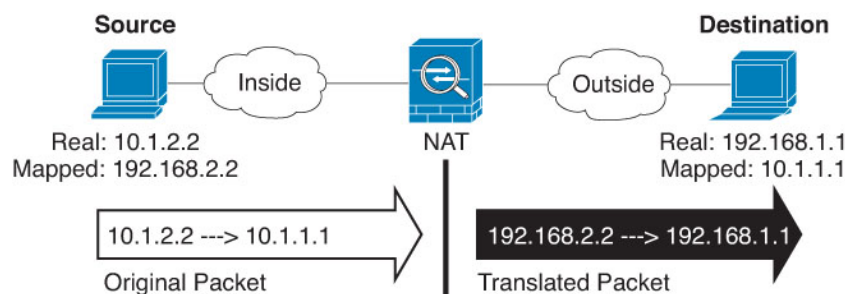 Source
Destination
Inside
Outside
Real: 10.1.2.2
NAT
Real: 192.168.1.1
Mapped: 192.168.2.2
Mapped: 10.1.1.1
10.1.2.2 ---> 10.1.1.1
192.168.2.2 ---> 192.168.1.1
Original Packet
Translated Packet